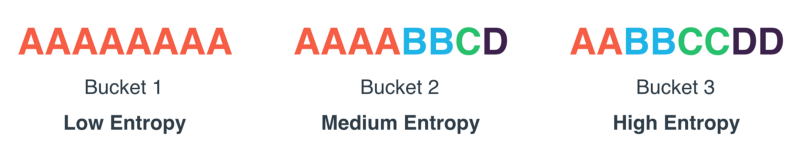 AAAAAAAA AAAABBCD AABBCCDD
Bucket 1 Bucket 2 Bucket 3
Low Entropy Medium Entropy High Entropy